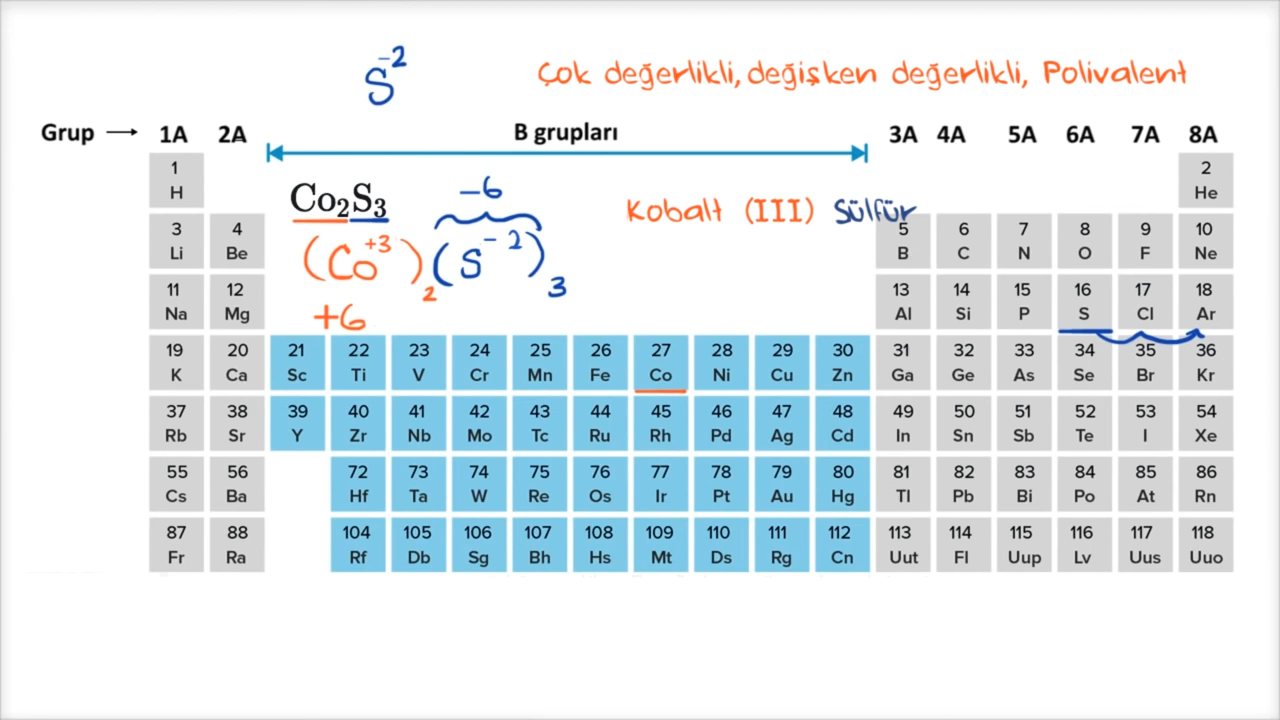 S⁻²
Çok değerlikli, değişken değerlikli, Polivalent
Grup → 1A 2A B grupları 3A 4A 5A 6A 7A 8A
1 2
H He
Co₂S₃ −6 Kobalt (III) Sülfür
3 4 5 6 7 8 9 10
Li Be B C N O F Ne
(Co⁺³)₂ (S⁻²)₃
11 12 13 14 15 16 17 18
Na Mg Al Si P S Cl Ar
+6
19 20 21 22 23 24 25 26 27 28 29 30 31 32 33 34 35 36
K Ca Sc Ti V Cr Mn Fe Co Ni Cu Zn Ga Ge As Se Br Kr
37 38 39 40 41 42 43 44 45 46 47 48 49 50 51 52 53 54
Rb Sr Y Zr Nb Mo Tc Ru Rh Pd Ag Cd In Sn Sb Te I Xe
55 56 72 73 74 75 76 77 78 79 80 81 82 83 84 85 86
Cs Ba Hf Ta W Re Os Ir Pt Au Hg Tl Pb Bi Po At Rn
87 88 104 105 106 107 108 109 110 111 112 113 114 115 116 117 118
Fr Ra Rf Db Sg Bh Hs Mt Ds Rg Cn Uut Fl Uup Lv Uus Uuo